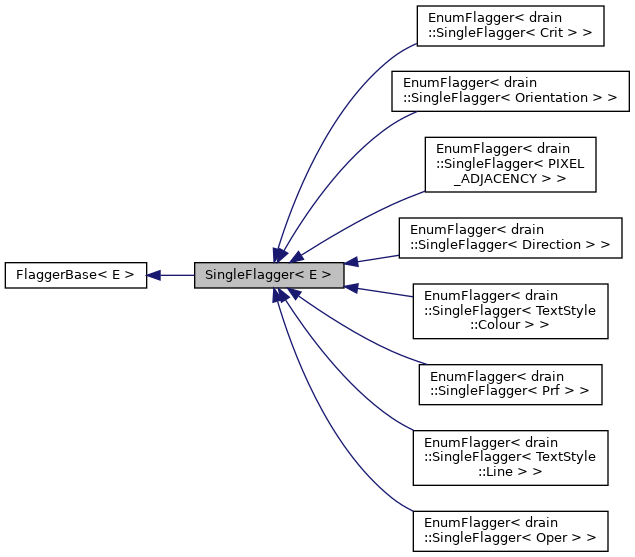 EnumFlagger< drain
::SingleFlagger< Crit > >
EnumFlagger< drain
::SingleFlagger< Orientation > >
EnumFlagger< drain
::SingleFlagger< PIXEL
_ADJACENCY > >
EnumFlagger< drain
::SingleFlagger< Direction > >
FlaggerBase< E >
SingleFlagger< E >
EnumFlagger< drain
::SingleFlagger< TextStyle
::Colour > >
EnumFlagger< drain
::SingleFlagger< Prf > >
EnumFlagger< drain
::SingleFlagger< TextStyle
::Line > >
EnumFlagger< drain
::SingleFlagger< Oper > >